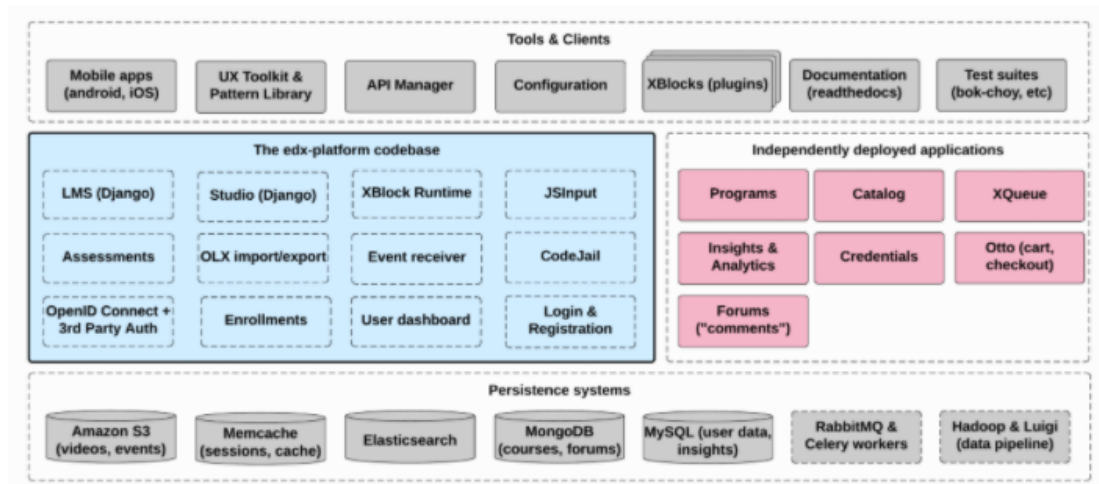 Tools & Clients
Mobile apps
(android, iOS)
UX Toolkit &
Pattern Library
API Manager
Configuration
XBlocks (plugins)
Documentation
(readthedocs)
Test suites
(bok-choy, etc)
The edx-platform codebase
LMS (Django)
Studio (Django)
XBlock Runtime
JSInput
Assessments
OLX import/export
Event receiver
CodeJail
OpenID Connect +
3rd Party Auth
Enrollments
User dashboard
Login &
Registration
Independently deployed applications
Programs
Catalog
XQueue
Insights &
Analytics
Credentials
Otto (cart,
checkout)
Forums
("comments")
Persistence systems
Amazon S3
(videos, events)
Memcache
(sessions, cache)
Elasticsearch
MongoDB
(courses, forums)
MySQL (user data,
insights)
RabbitMQ &
Celery workers
Hadoop & Luigi
(data pipeline)